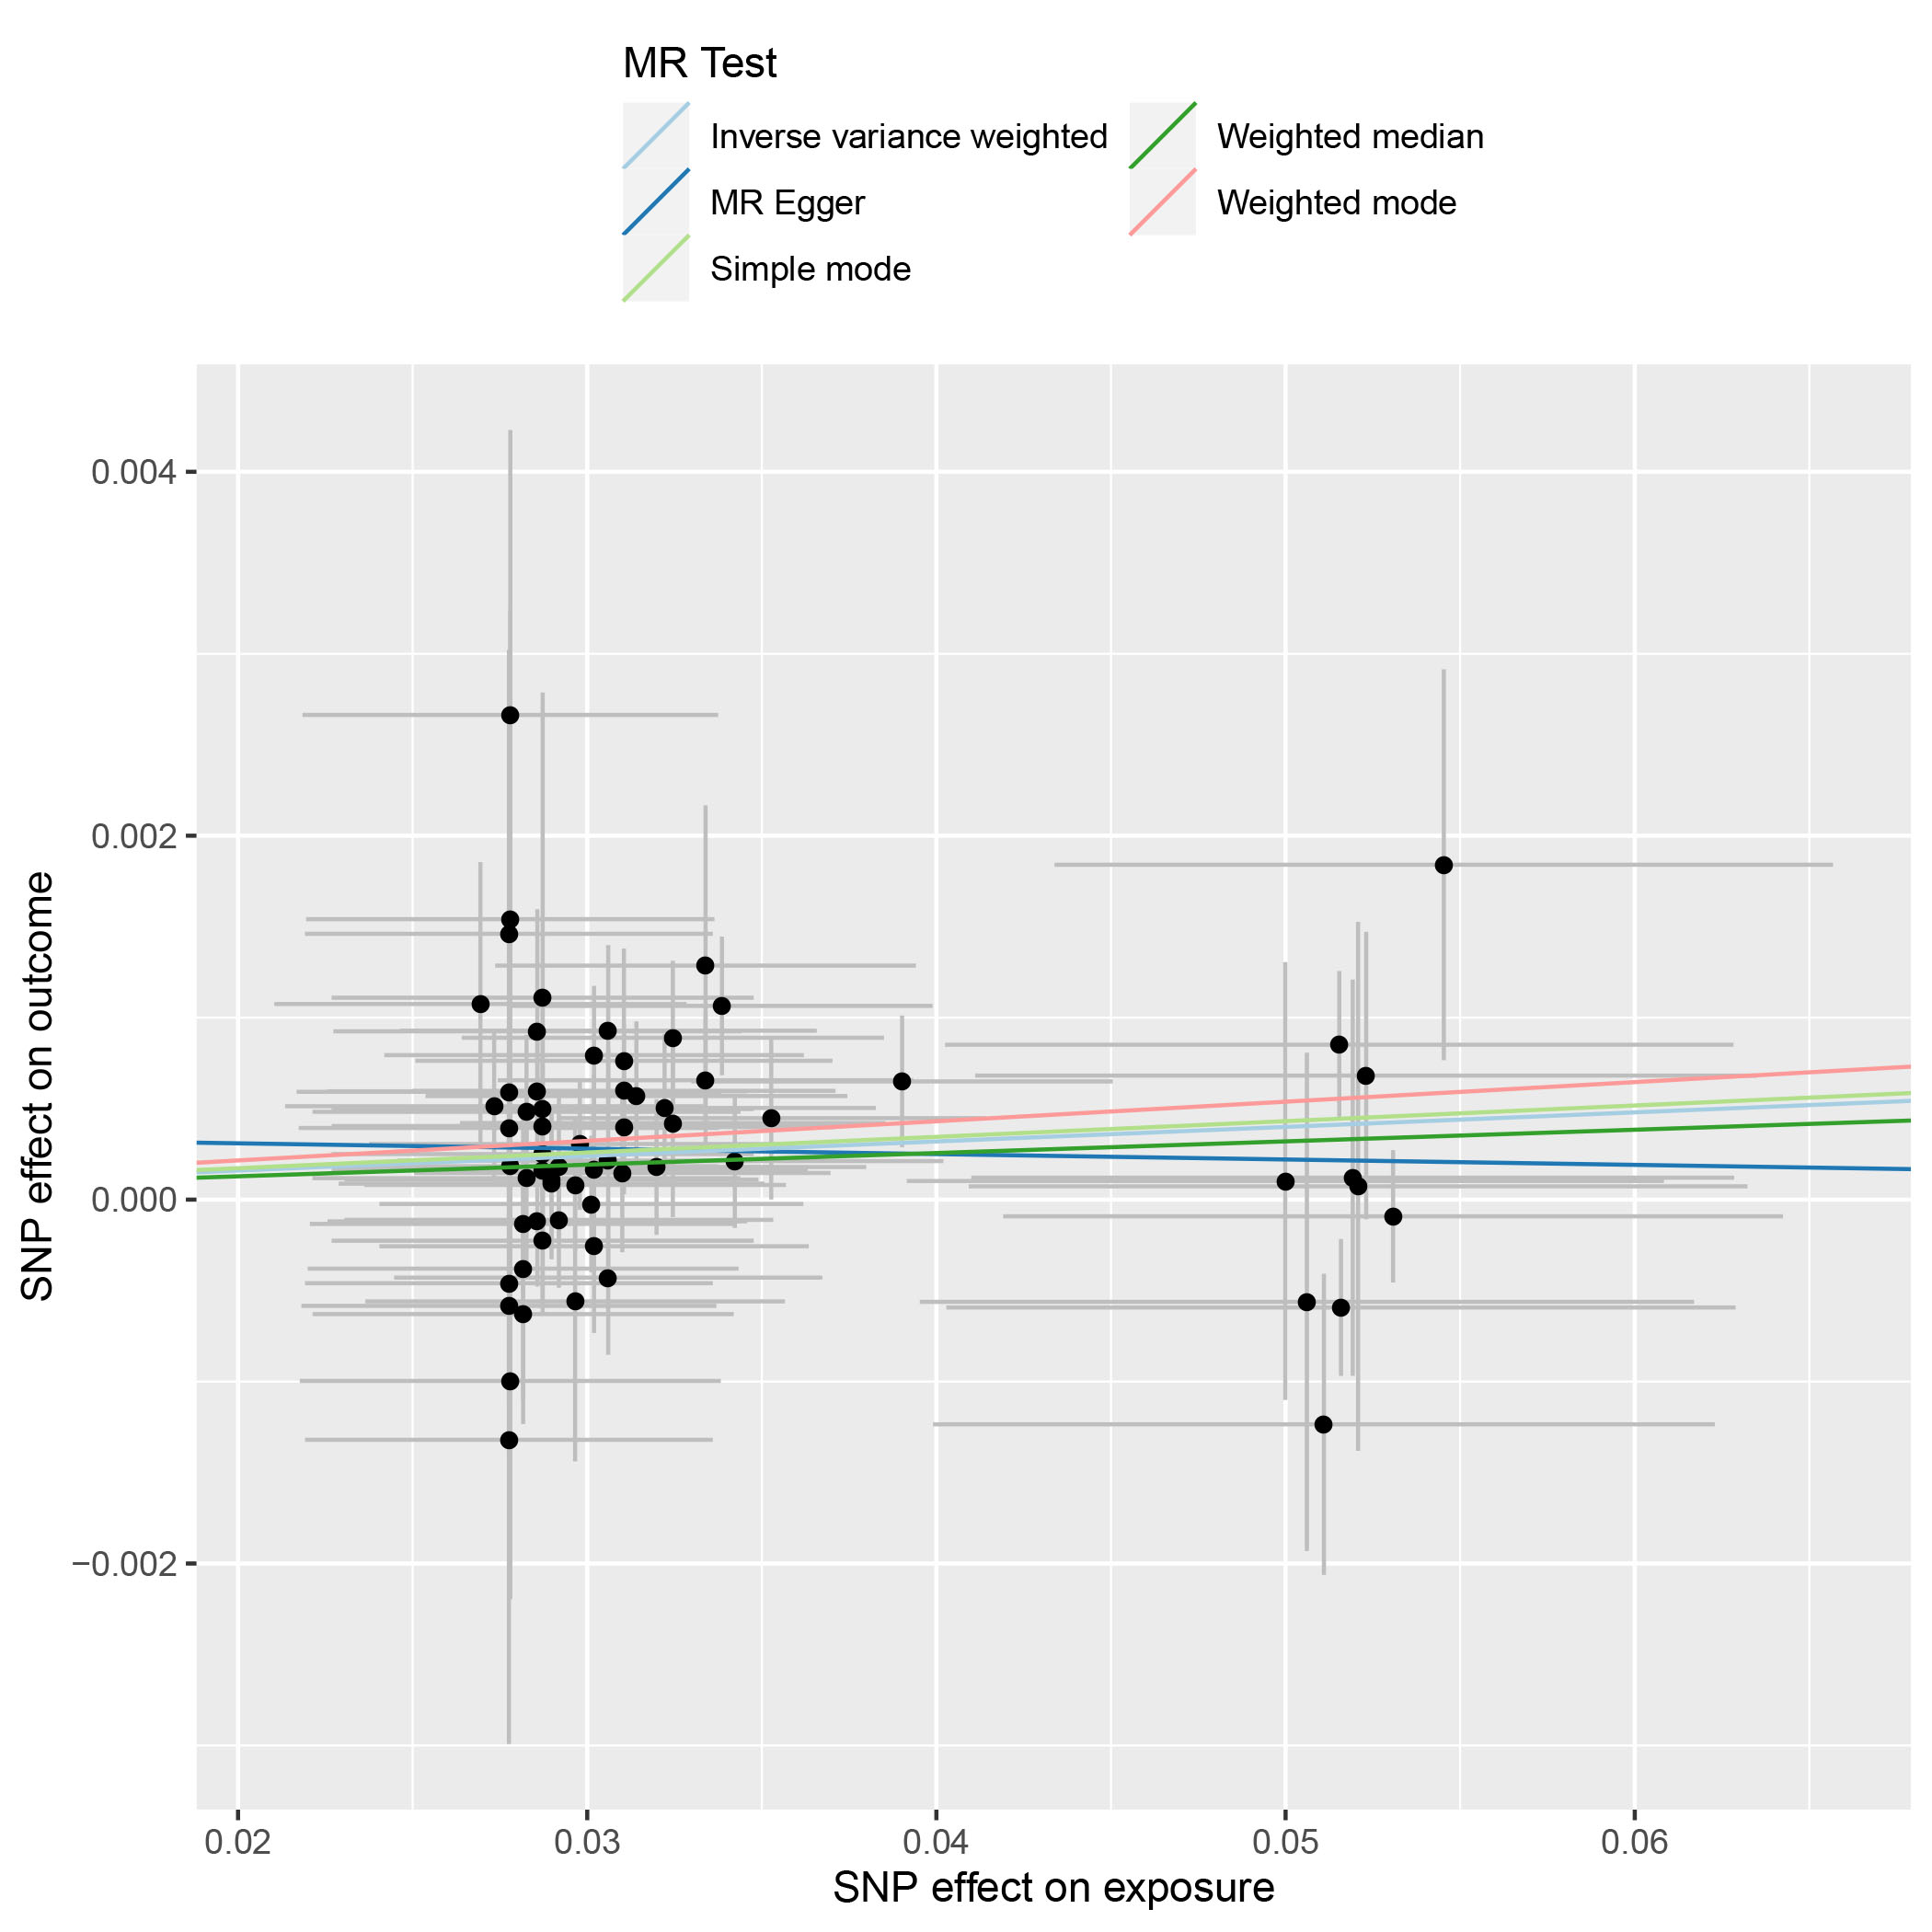 MR Test
Inverse variance weighted
Weighted median
MR Egger
Weighted mode
Simple mode
0.004
0.002
0.000
−0.002
SNP effect on outcome
0.02
0.03
0.04
0.05
0.06
SNP effect on exposure